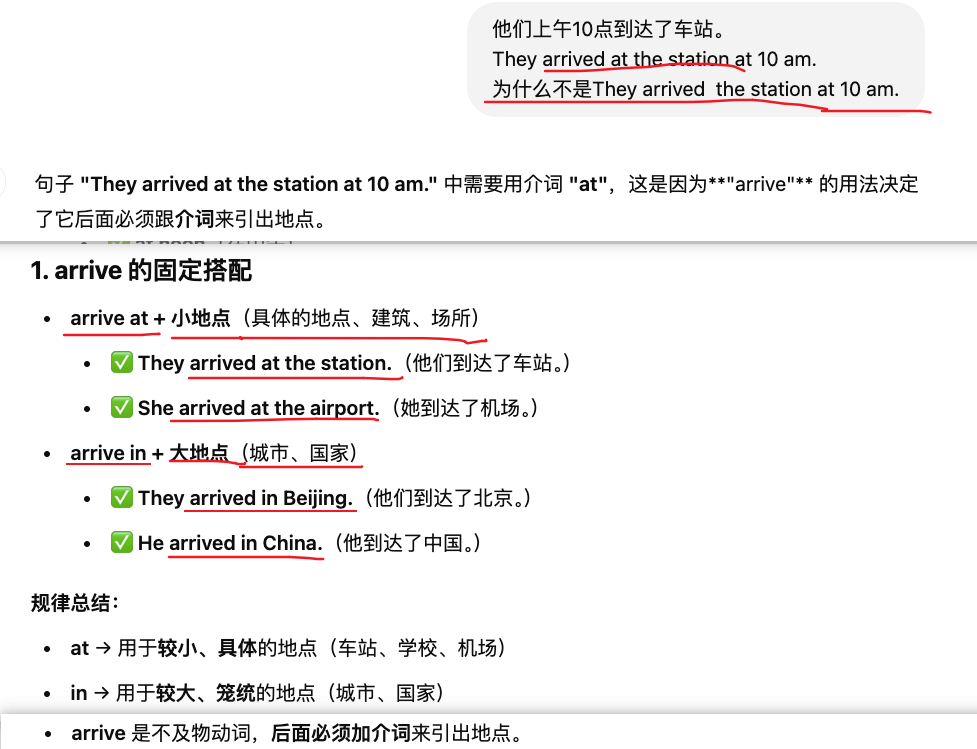 他们上午10点到达了车站。
They arrived at the station at 10 am.
为什么不是They arrived  the station at 10 am.
句子 "They arrived at the station at 10 am." 中需要用介词 "at"，这是因为**"arrive"** 的用法决定
了它后面必须跟介词来引出地点。
1. arrive 的固定搭配
• arrive at + 小地点（具体的地点、建筑、场所）
• ✅ They arrived at the station.（他们到达了车站。）
• ✅ She arrived at the airport.（她到达了机场。）
• arrive in + 大地点（城市、国家）
• ✅ They arrived in Beijing.（他们到达了北京。）
• ✅ He arrived in China.（他到达了中国。）
规律总结：
• at → 用于较小、具体的地点（车站、学校、机场）
• in → 用于较大、笼统的地点（城市、国家）
• arrive 是不及物动词，后面必须加介词来引出地点。